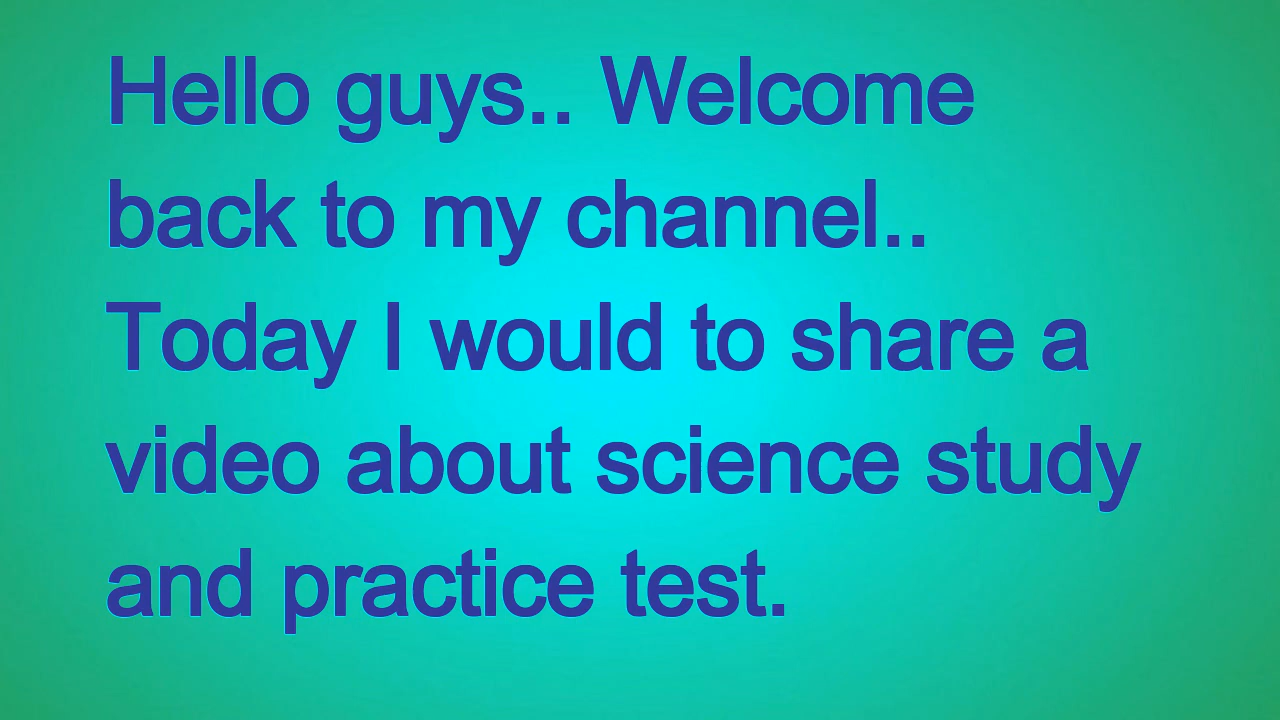 Hello guys.. Welcome
back to my channel..
Today I would to share a
video about science study
and practice test.